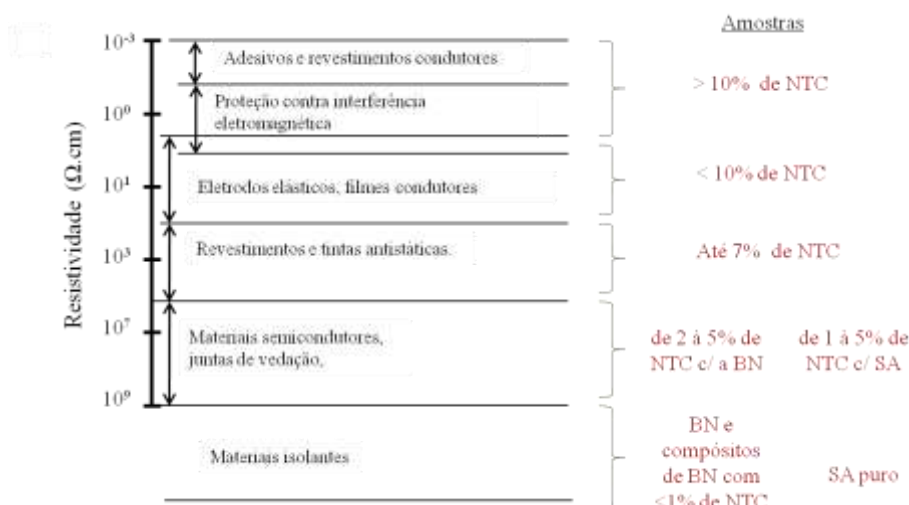 Amostras
10⁻³
Adesivos e revestimentos condutores
> 10% de NTC
Proteção contra interferência
eletromagnética
10⁰
Resistividade (Ω.cm)
10¹
Eletrodos elásticos, filmes condutores
< 10% de NTC
Revestimentos e tintas antistáticas.
10³
Até 7% de NTC
10⁷
Materiais semicondutores,
juntas de vedação,
de 2 à 5% de
NTC c/ a BN
de 1 à 5% de
NTC c/ SA
10⁹
Materiais isolantes
BN e
compósitos
de BN com
<1% de NTC
SA puro